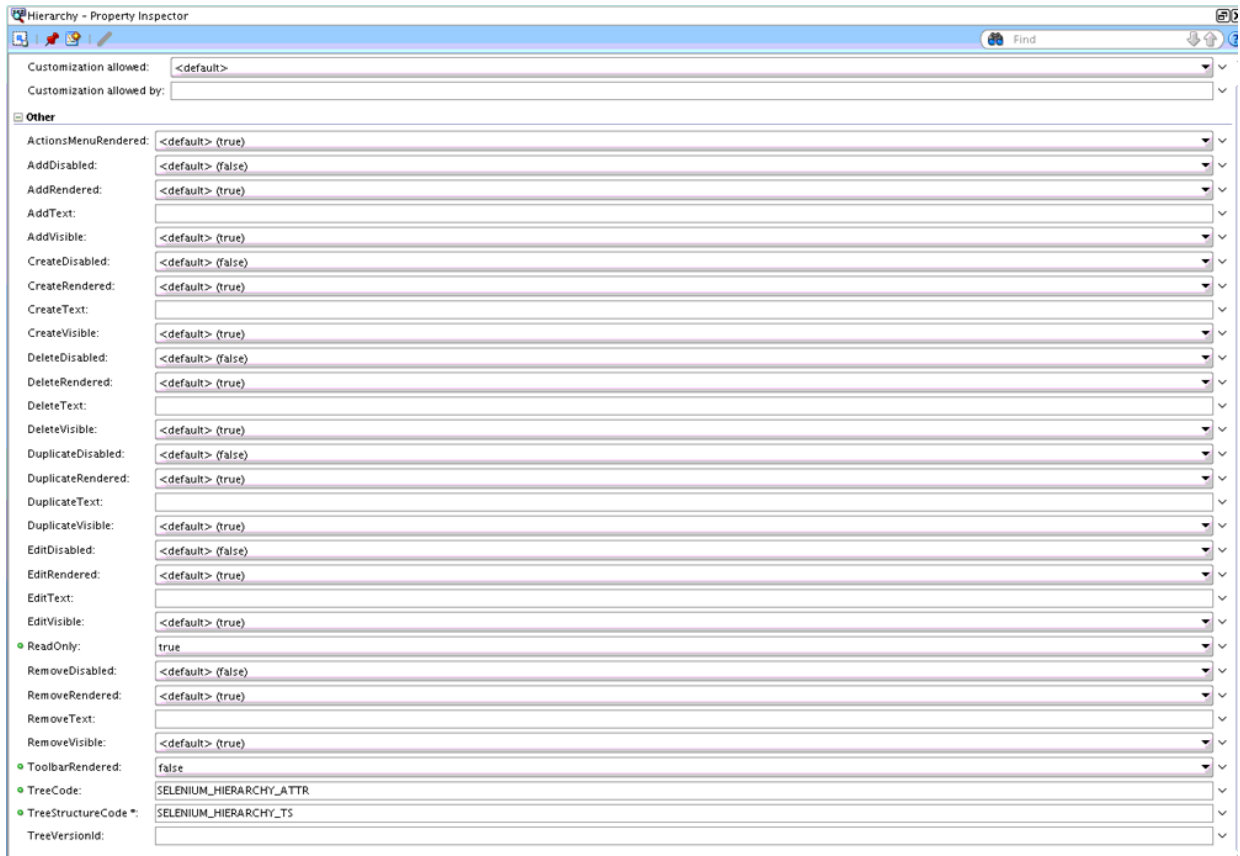 Hierarchy - Property Inspector
Find
Customization allowed: <default>
Customization allowed by:
Other
ActionsMenuRendered: <default> (true)
AddDisabled: <default> (false)
AddRendered: <default> (true)
AddText:
AddVisible: <default> (true)
CreateDisabled: <default> (false)
CreateRendered: <default> (true)
CreateText:
CreateVisible: <default> (true)
DeleteDisabled: <default> (false)
DeleteRendered: <default> (true)
DeleteText:
DeleteVisible: <default> (true)
DuplicateDisabled: <default> (false)
DuplicateRendered: <default> (true)
DuplicateText:
DuplicateVisible: <default> (true)
EditDisabled: <default> (false)
EditRendered: <default> (true)
EditText:
EditVisible: <default> (true)
ReadOnly: true
RemoveDisabled: <default> (false)
RemoveRendered: <default> (true)
RemoveText:
RemoveVisible: <default> (true)
ToolbarRendered: false
TreeCode: SELENIUM_HIERARCHY_ATTR
TreeStructureCode *: SELENIUM_HIERARCHY_TS
TreeVersionId: